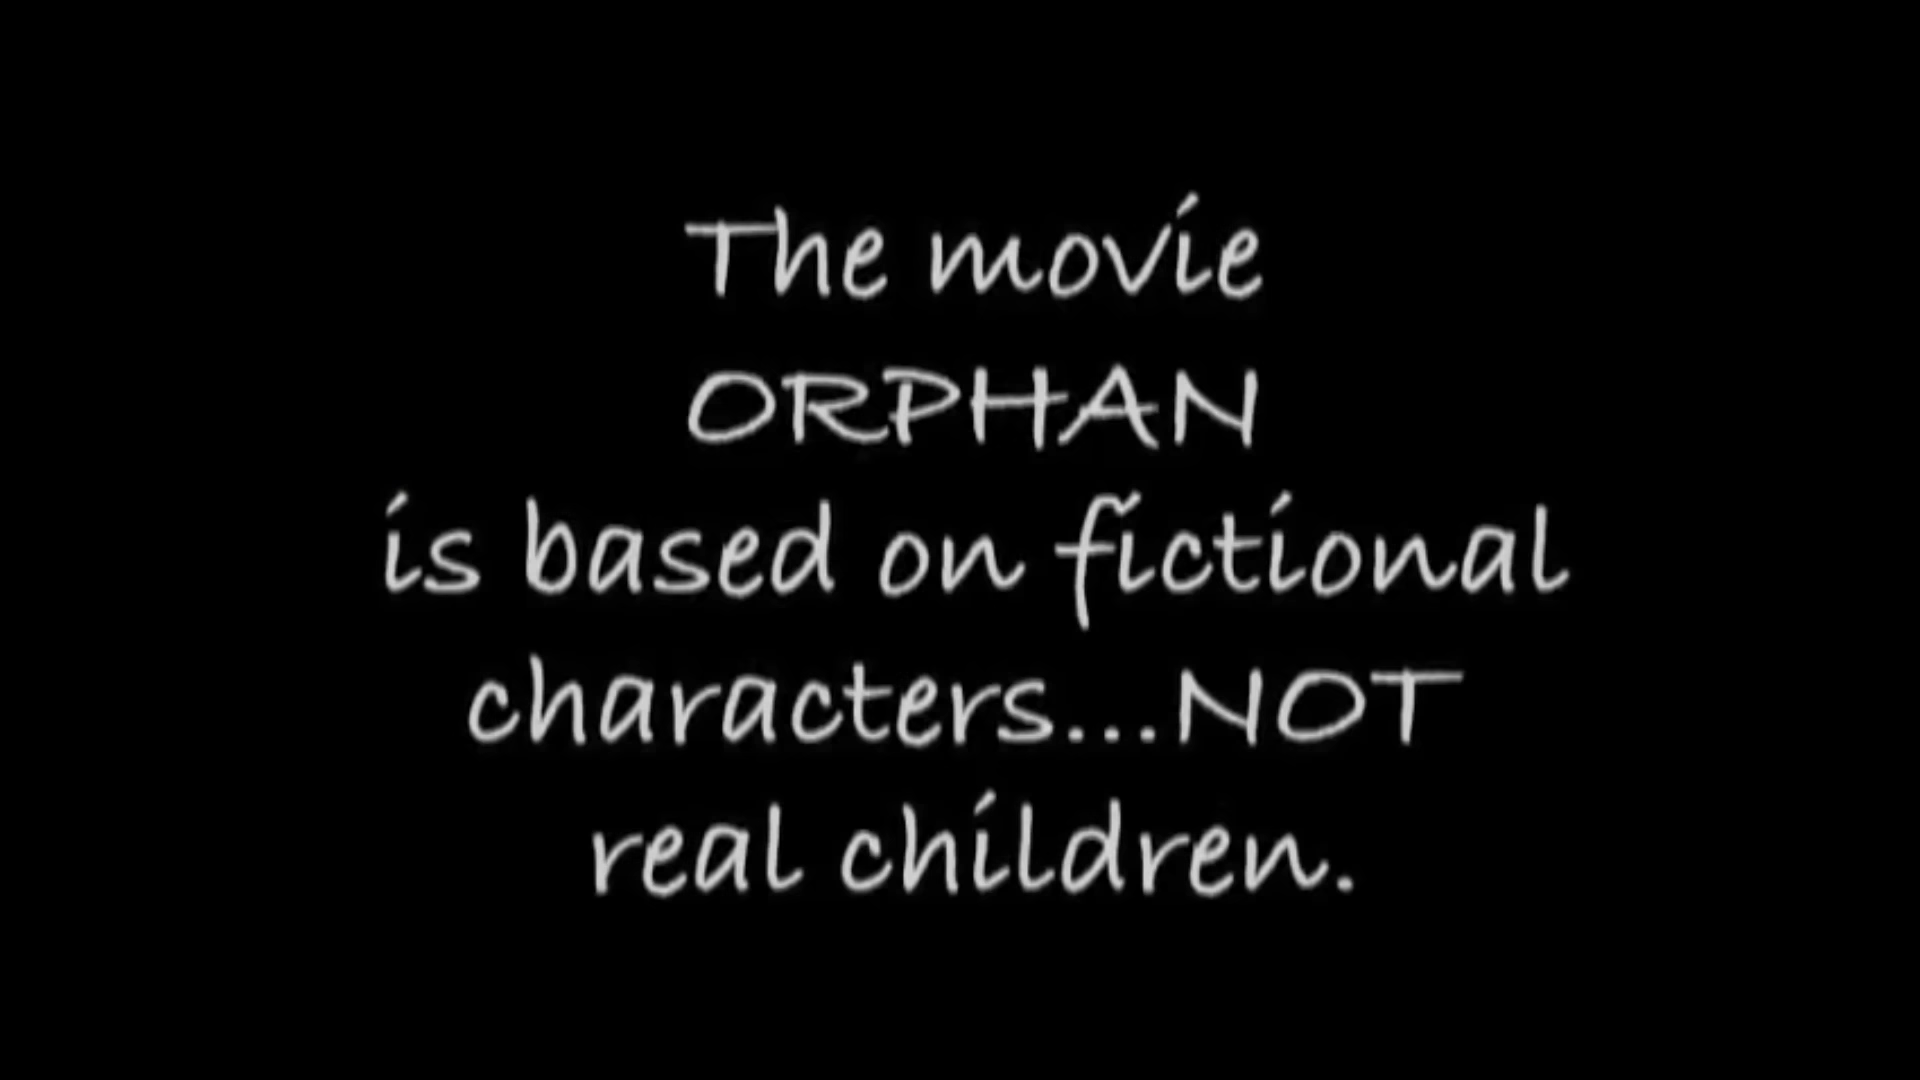 The movie
ORPHAN
is based on fictional
characters...NOT
real children.